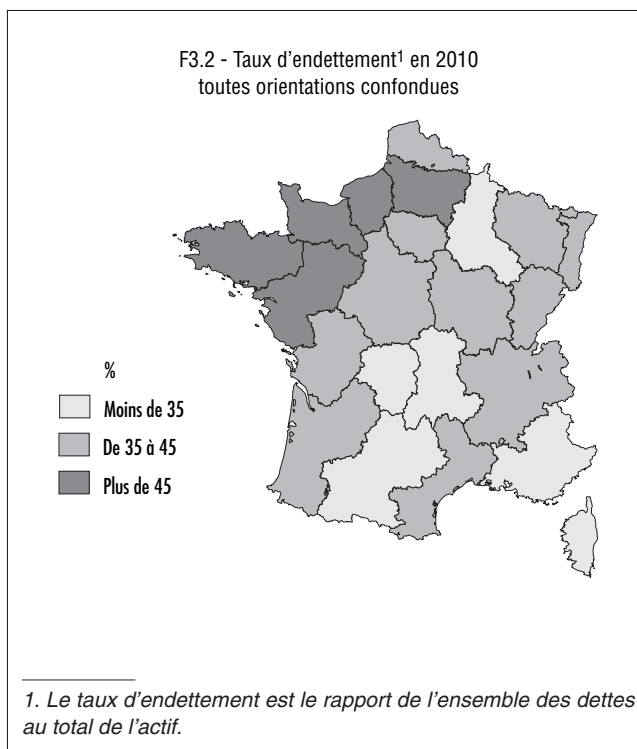 F3.2 - Taux d'endettement¹ en 2010
toutes orientations confondues
%
Moins de 35
De 35 à 45
Plus de 45
1. Le taux d'endettement est le rapport de l'ensemble des dettes
au total de l'actif.